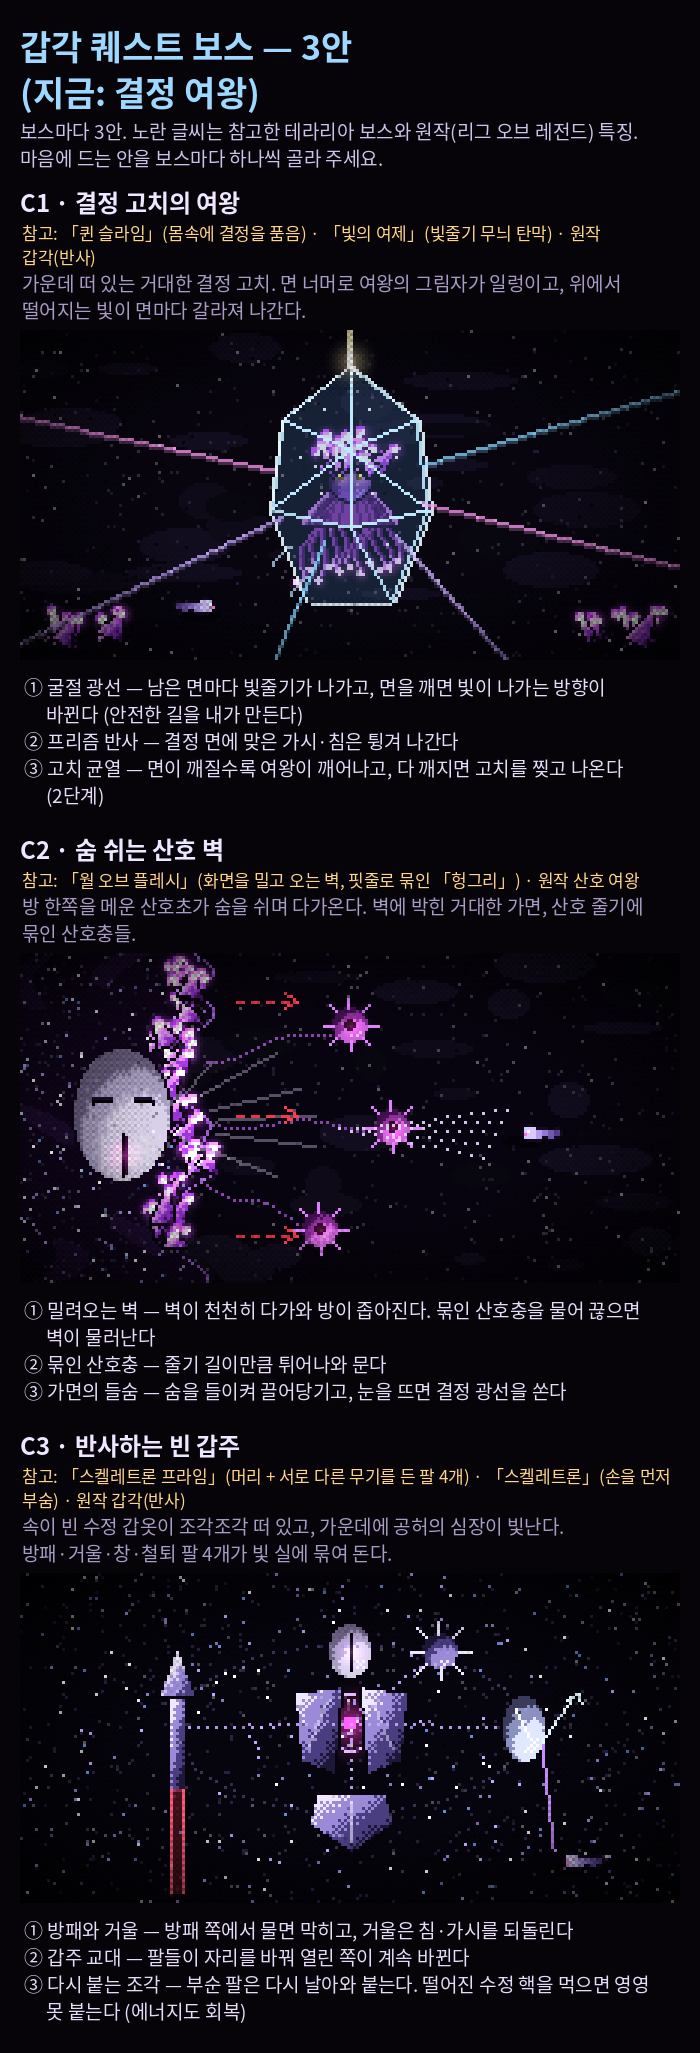 갑각 퀘스트 보스 — 3안
(지금: 결정 여왕)
보스마다 3안. 노란 글씨는 참고한 테라리아 보스와 원작(리그 오브 레전드) 특징.
마음에 드는 안을 보스마다 하나씩 골라 주세요.
C1 · 결정 고치의 여왕
참고: 「퀸 슬라임」(몸속에 결정을 품음) · 「빛의 여제」(빛줄기 무늬 탄막) · 원작
갑각(반사)
가운데 떠 있는 거대한 결정 고치. 면 너머로 여왕의 그림자가 일렁이고, 위에서
떨어지는 빛이 면마다 갈라져 나간다.
① 굴절 광선 — 남은 면마다 빛줄기가 나가고, 면을 깨면 빛이 나가는 방향이
바뀐다 (안전한 길을 내가 만든다)
② 프리즘 반사 — 결정 면에 맞은 가시·침은 튕겨 나간다
③ 고치 균열 — 면이 깨질수록 여왕이 깨어나고, 다 깨지면 고치를 찢고 나온다
(2단계)
C2 · 숨 쉬는 산호 벽
참고: 「월 오브 플레시」(화면을 밀고 오는 벽, 핏줄로 묶인 「헝그리」) · 원작 산호 여왕
방 한쪽을 메운 산호초가 숨을 쉬며 다가온다. 벽에 박힌 거대한 가면, 산호 줄기에
묶인 산호충들.
① 밀려오는 벽 — 벽이 천천히 다가와 방이 좁아진다. 묶인 산호충을 물어 끊으면
벽이 물러난다
② 묶인 산호충 — 줄기 길이만큼 튀어나와 문다
③ 가면의 들숨 — 숨을 들이켜 끌어당기고, 눈을 뜨면 결정 광선을 쏜다
C3 · 반사하는 빈 갑주
참고: 「스켈레트론 프라임」(머리 + 서로 다른 무기를 든 팔 4개) · 「스켈레트론」(손을 먼저
부숨) · 원작 갑각(반사)
속이 빈 수정 갑옷이 조각조각 떠 있고, 가운데에 공허의 심장이 빛난다.
방패·거울·창·철퇴 팔 4개가 빛 실에 묶여 돈다.
① 방패와 거울 — 방패 쪽에서 물면 막히고, 거울은 침·가시를 되돌린다
② 갑주 교대 — 팔들이 자리를 바꿔 열린 쪽이 계속 바뀐다
③ 다시 붙는 조각 — 부순 팔은 다시 날아와 붙는다. 떨어진 수정 핵을 먹으면 영영
못 붙는다 (에너지도 회복)